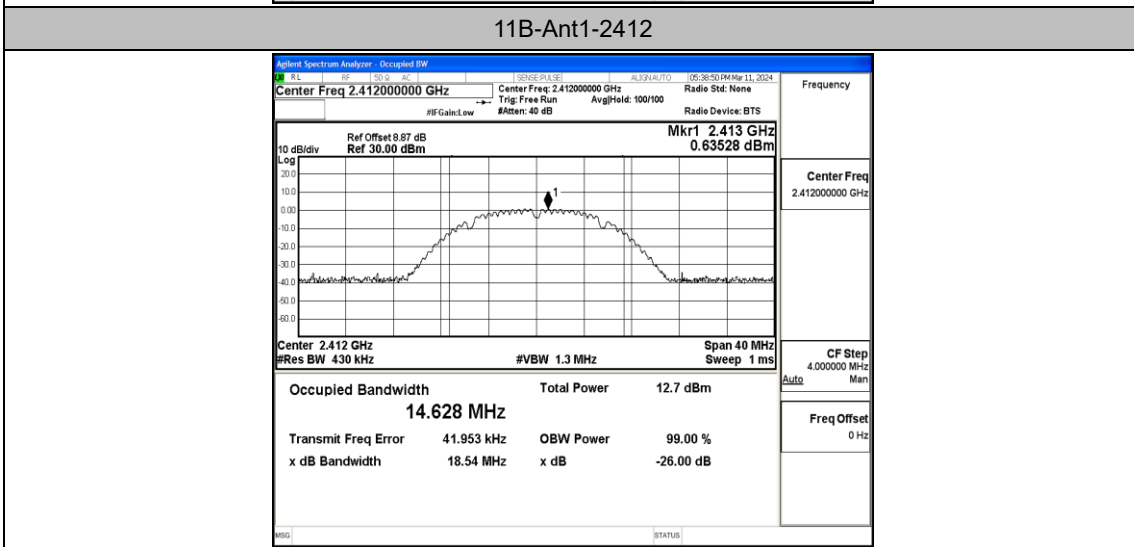 11B-Ant1-2412
Agilent Spectrum Analyzer - Occupied BW
RL RF 50 Ω AC SENSE:PULSE ALIGN AUTO 05:38:50 PM Mar 11, 2024
Center Freq 2.412000000 GHz
Center Freq: 2.412000000 GHz Radio Std: None
Trig: Free Run Avg|Hold: 100/100
#IFGain:Low #Atten: 40 dB Radio Device: BTS
Frequency
Mkr1 2.413 GHz
0.63528 dBm
Ref Offset 8.87 dB
10 dB/div Ref 30.00 dBm
Log
20.0
10.0
0.00
-10.0
-20.0
-30.0
-40.0
-50.0
-60.0
1
Center 2.412 GHz Span 40 MHz
#Res BW 430 kHz #VBW 1.3 MHz Sweep 1 ms
Center Freq
2.412000000 GHz
CF Step
4.000000 MHz
Auto Man
Freq Offset
0 Hz
Occupied Bandwidth Total Power 12.7 dBm
14.628 MHz
Transmit Freq Error 41.953 kHz OBW Power 99.00 %
x dB Bandwidth 18.54 MHz x dB -26.00 dB
MSG STATUS